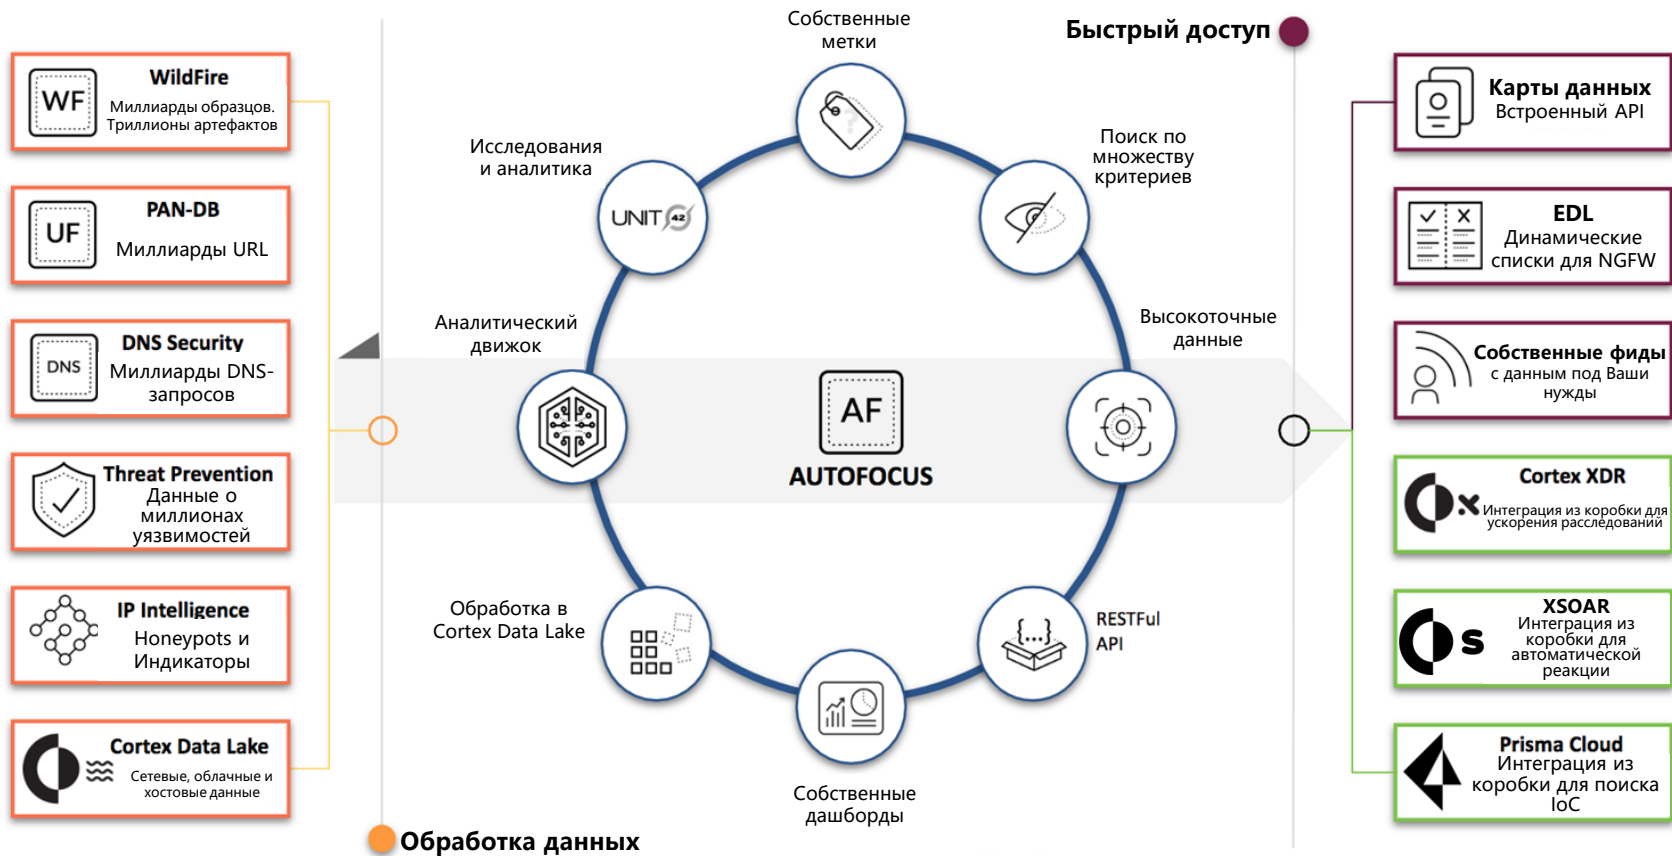 WF
WildFire
Миллиарды образцов.
Триллионы артефактов
UF
PAN-DB
Миллиарды URL
DNS
DNS Security
Миллиарды DNS-
запросов
Threat Prevention
Данные о
миллионах
уязвимостей
IP Intelligence
Honeypots и
Индикаторы
Cortex Data Lake
Сетевые, облачные и
хостовые данные
Обработка данных
Собственные
метки
Исследования
и аналитика
UNIT 42
Поиск по
множеству
критериев
Аналитический
движок
Высокоточные
данные
AF
AUTOFOCUS
Обработка в
Cortex Data Lake
{...}
RESTFul
API
Собственные
дашборды
Быстрый доступ
Карты данных
Встроенный API
EDL
Динамические
списки для NGFW
Собственные фиды
с данным под Ваши
нужды
x
Cortex XDR
Интеграция из коробки для
ускорения расследований
s
XSOAR
Интеграция из
коробки для
автоматической
реакции
Prisma Cloud
Интеграция из
коробки для поиска
IoC